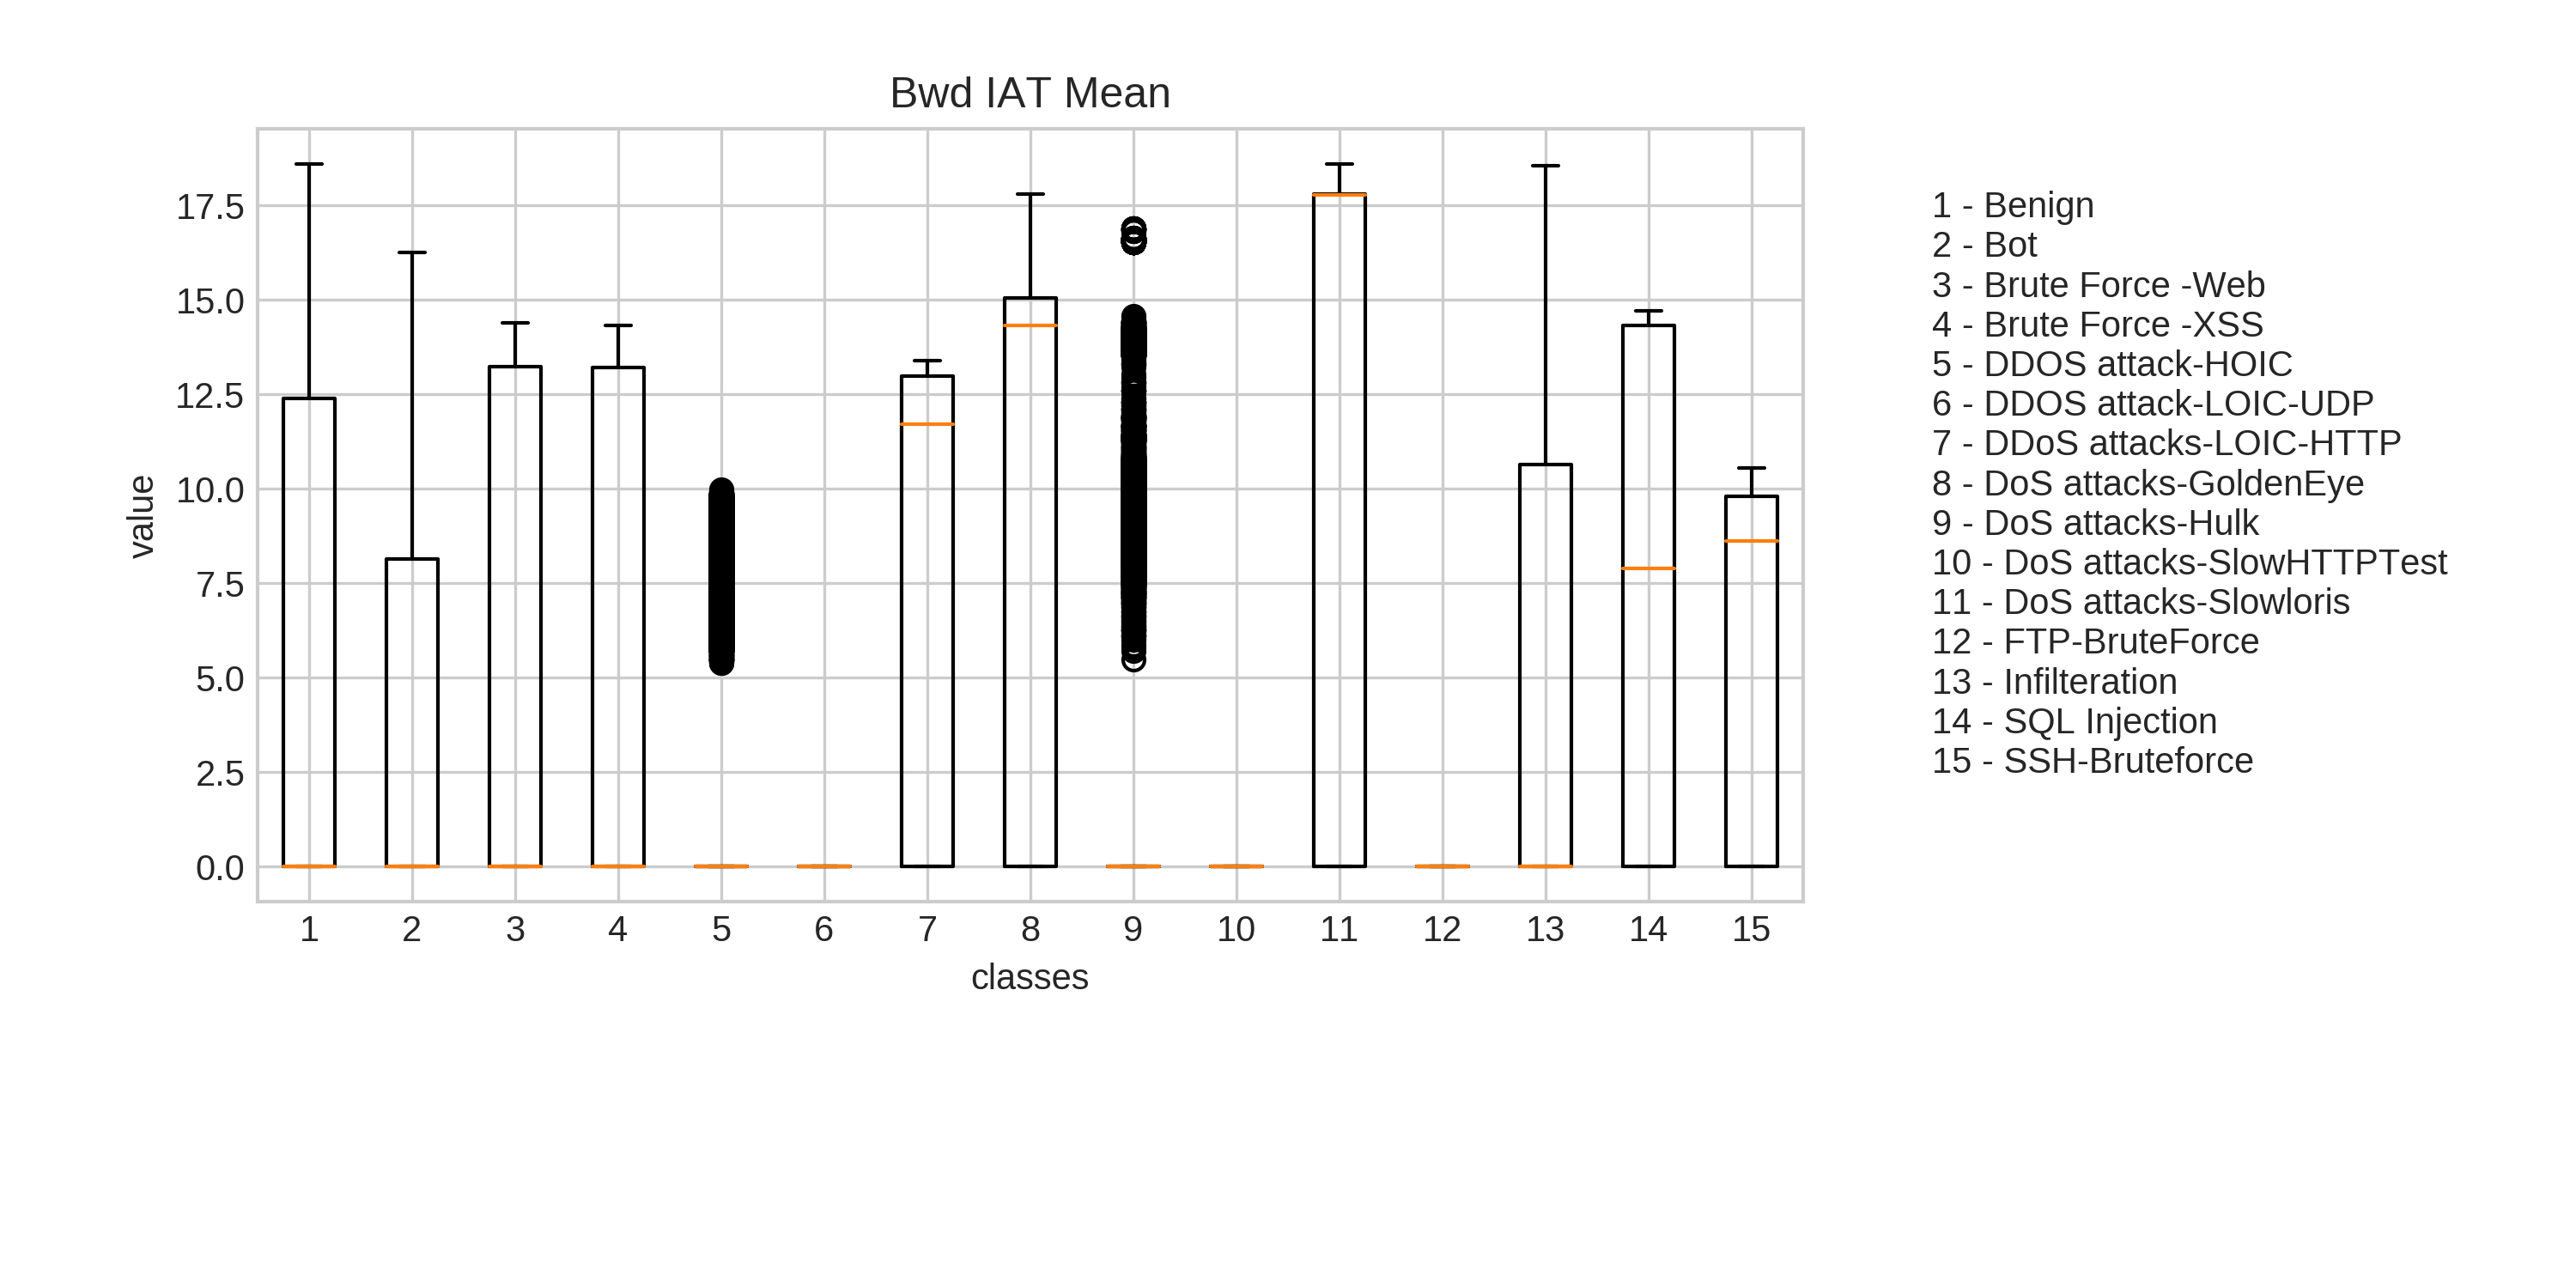 Bwd IAT Mean
value
17.5
15.0
12.5
10.0
7.5
5.0
2.5
0.0
1 2 3 4 5 6 7 8 9 10 11 12 13 14 15
classes
1 - Benign
2 - Bot
3 - Brute Force -Web
4 - Brute Force -XSS
5 - DDOS attack-HOIC
6 - DDOS attack-LOIC-UDP
7 - DDoS attacks-LOIC-HTTP
8 - DoS attacks-GoldenEye
9 - DoS attacks-Hulk
10 - DoS attacks-SlowHTTPTest
11 - DoS attacks-Slowloris
12 - FTP-BruteForce
13 - Infilteration
14 - SQL Injection
15 - SSH-Bruteforce